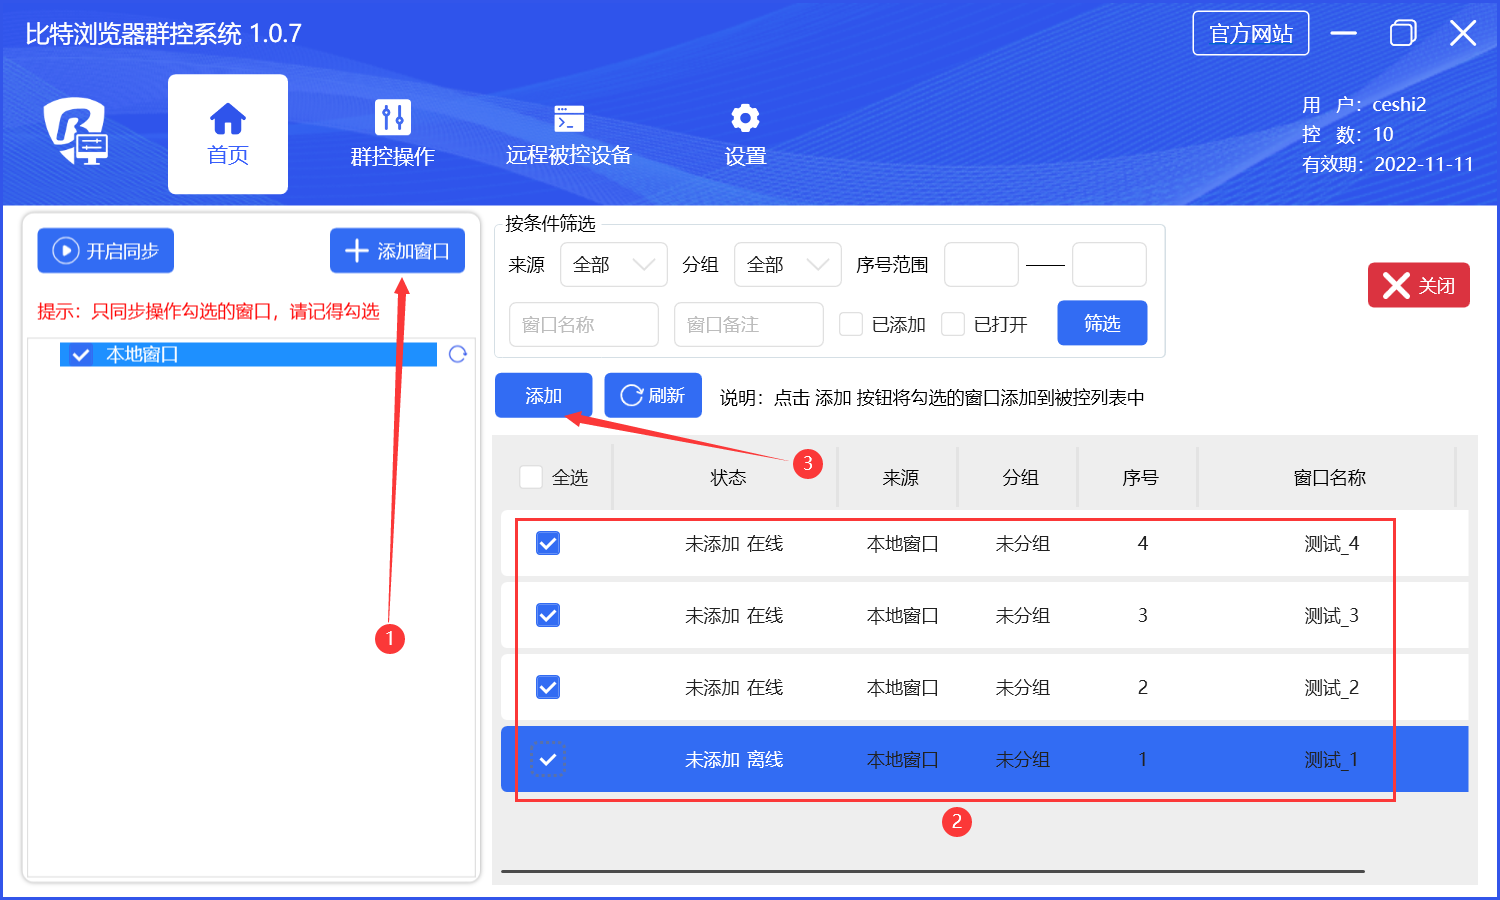 比特浏览器群控系统 1.0.7
官方网站
首页
群控操作
远程被控设备
设置
用 户：ceshi2
控 数：10
有效期：2022-11-11
开启同步
添加窗口
提示：只同步操作勾选的窗口，请记得勾选
本地窗口
按条件筛选
来源 全部 分组 全部 序号范围
窗口名称 窗口备注 已添加 已打开 筛选
关闭
添加 刷新 说明：点击 添加 按钮将勾选的窗口添加到被控列表中
全选 状态 来源 分组 序号 窗口名称
未添加 在线 本地窗口 未分组 4 测试_4
未添加 在线 本地窗口 未分组 3 测试_3
未添加 在线 本地窗口 未分组 2 测试_2
未添加 离线 本地窗口 未分组 1 测试_1
1
2
3